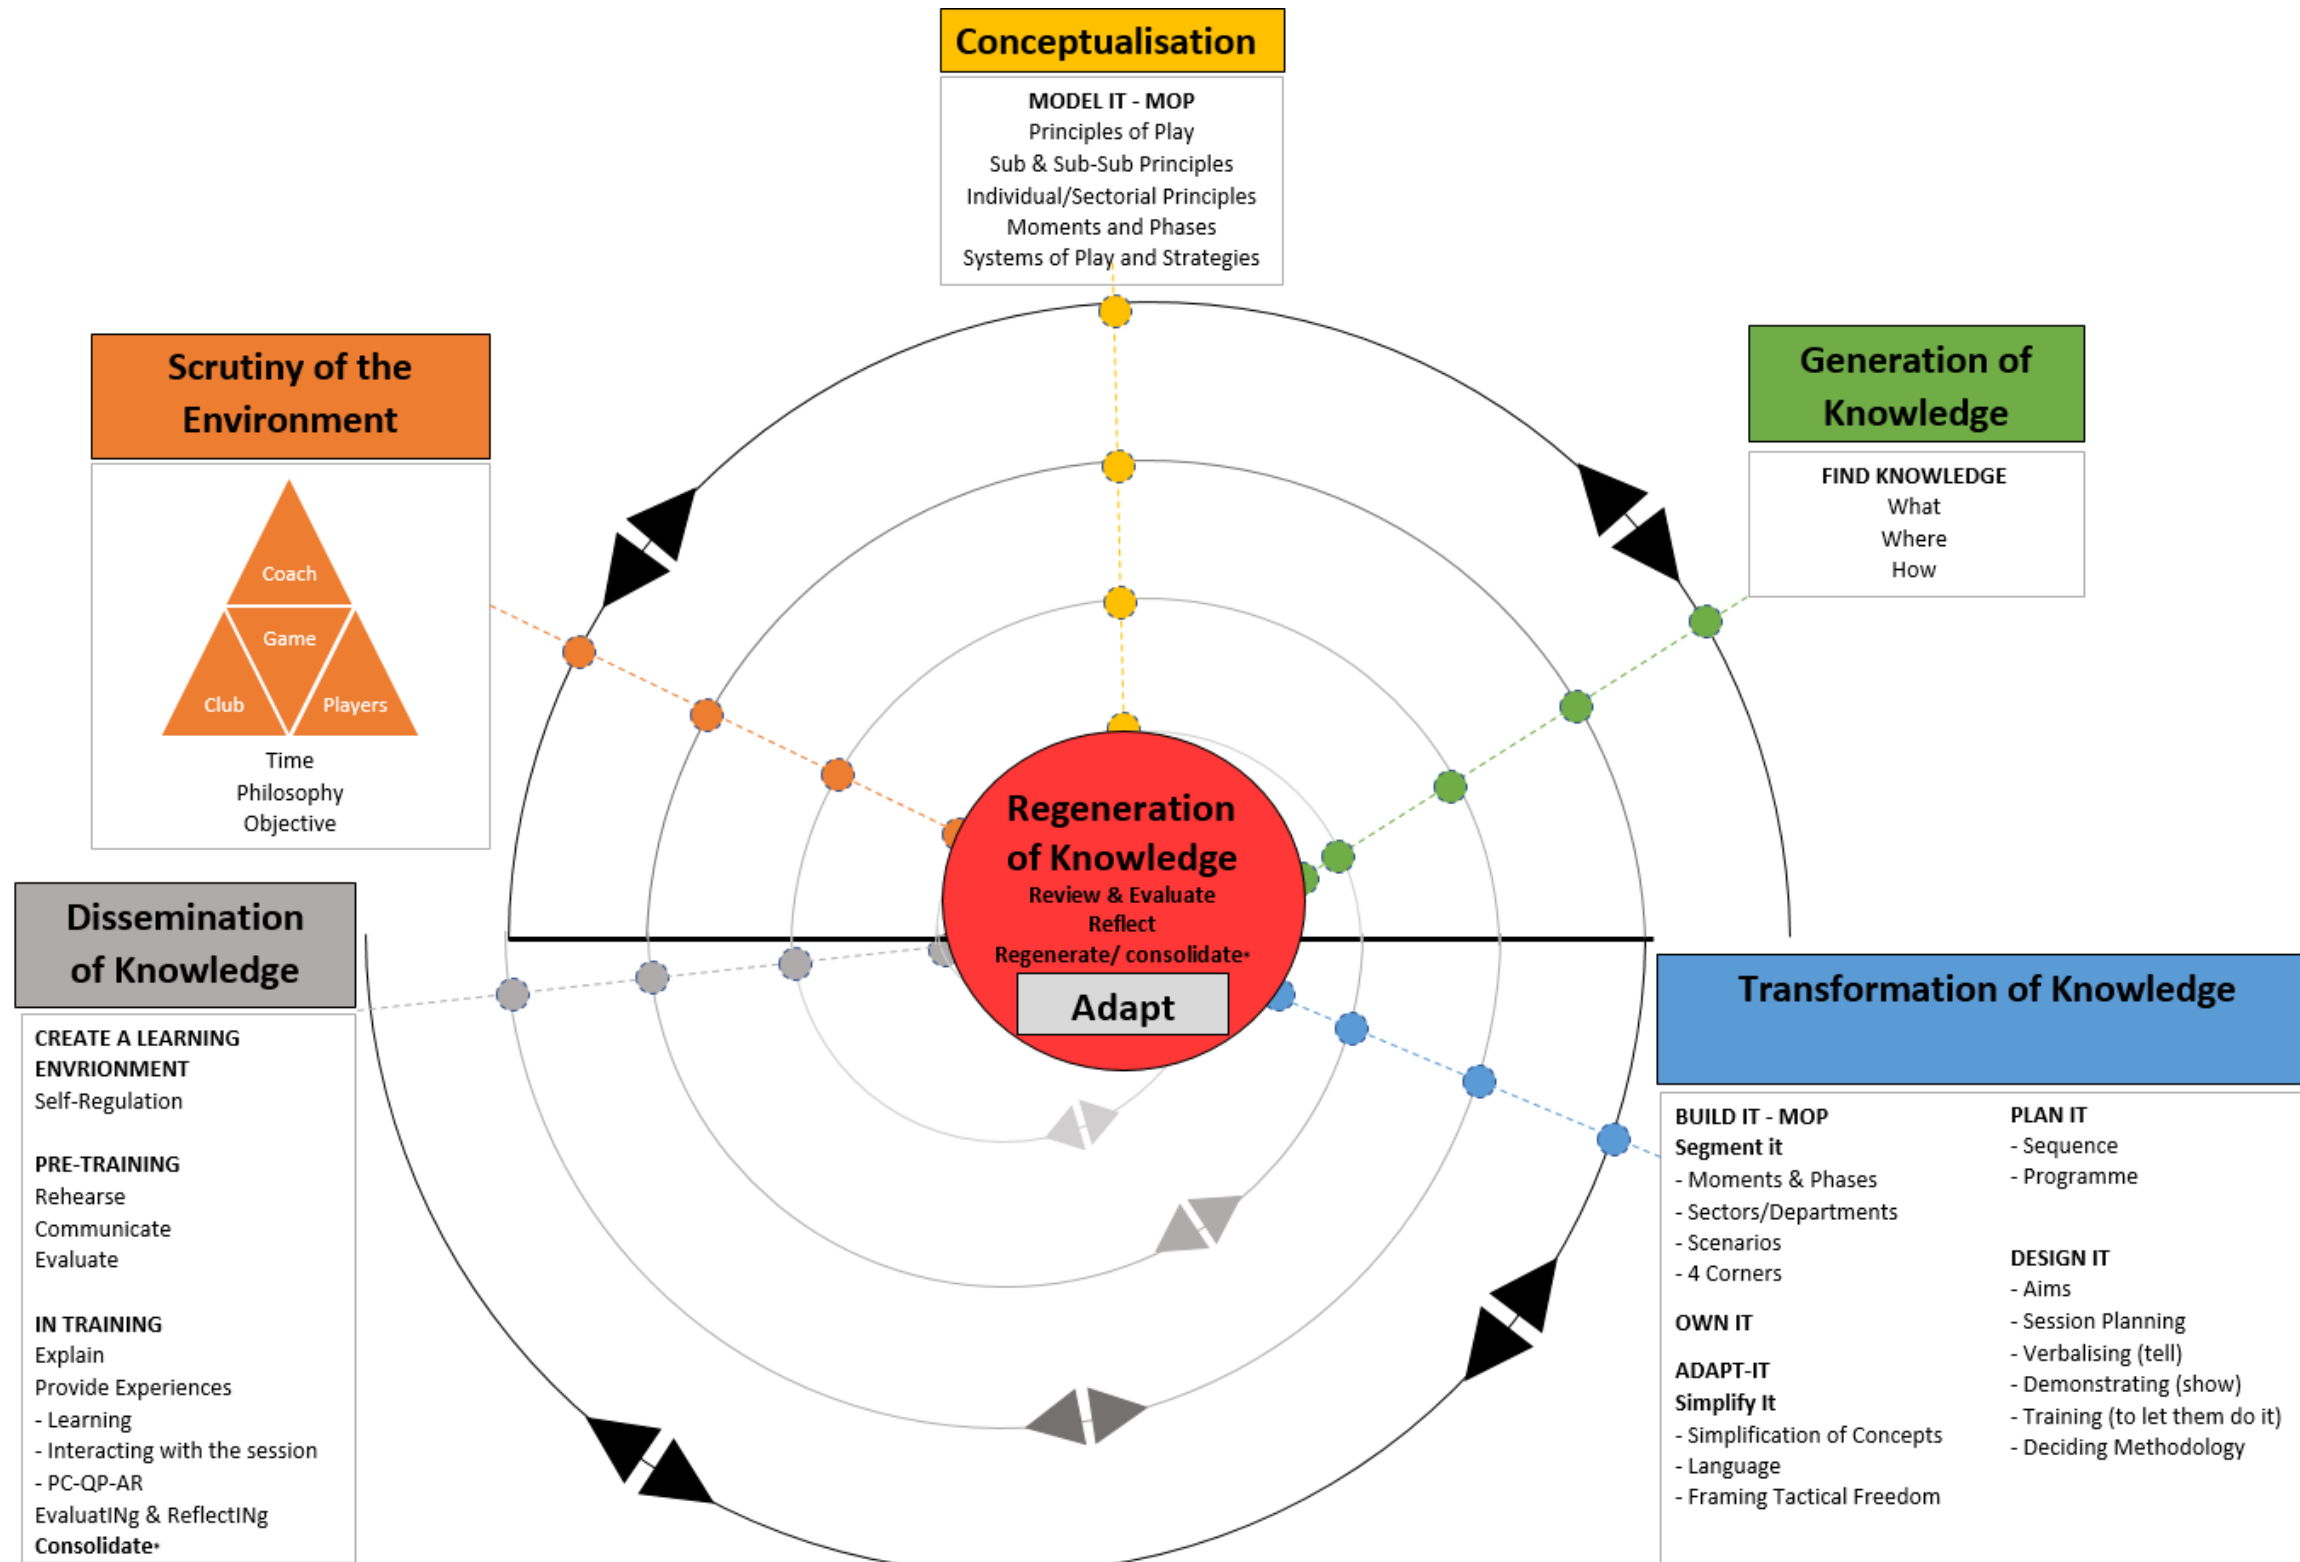 Conceptualisation
MODEL IT - MOP
Principles of Play
Sub & Sub-Sub Principles
Individual/Sectorial Principles
Moments and Phases
Systems of Play and Strategies
Scrutiny of the
Environment
Coach
Game
Club
Players
Time
Philosophy
Objective
Generation of
Knowledge
FIND KNOWLEDGE
What
Where
How
Regeneration
of Knowledge
Review & Evaluate
Reflect
Regenerate/ consolidate*
Adapt
Dissemination
of Knowledge
CREATE A LEARNING
ENVRIONMENT
Self-Regulation
PRE-TRAINING
Rehearse
Communicate
Evaluate
IN TRAINING
Explain
Provide Experiences
- Learning
- Interacting with the session
- PC-QP-AR
EvaluatINg & ReflectINg
Consolidate*
Transformation of Knowledge
BUILD IT - MOP
Segment it
- Moments & Phases
- Sectors/Departments
- Scenarios
- 4 Corners
OWN IT
ADAPT-IT
Simplify It
- Simplification of Concepts
- Language
- Framing Tactical Freedom
PLAN IT
- Sequence
- Programme
DESIGN IT
- Aims
- Session Planning
- Verbalising (tell)
- Demonstrating (show)
- Training (to let them do it)
- Deciding Methodology